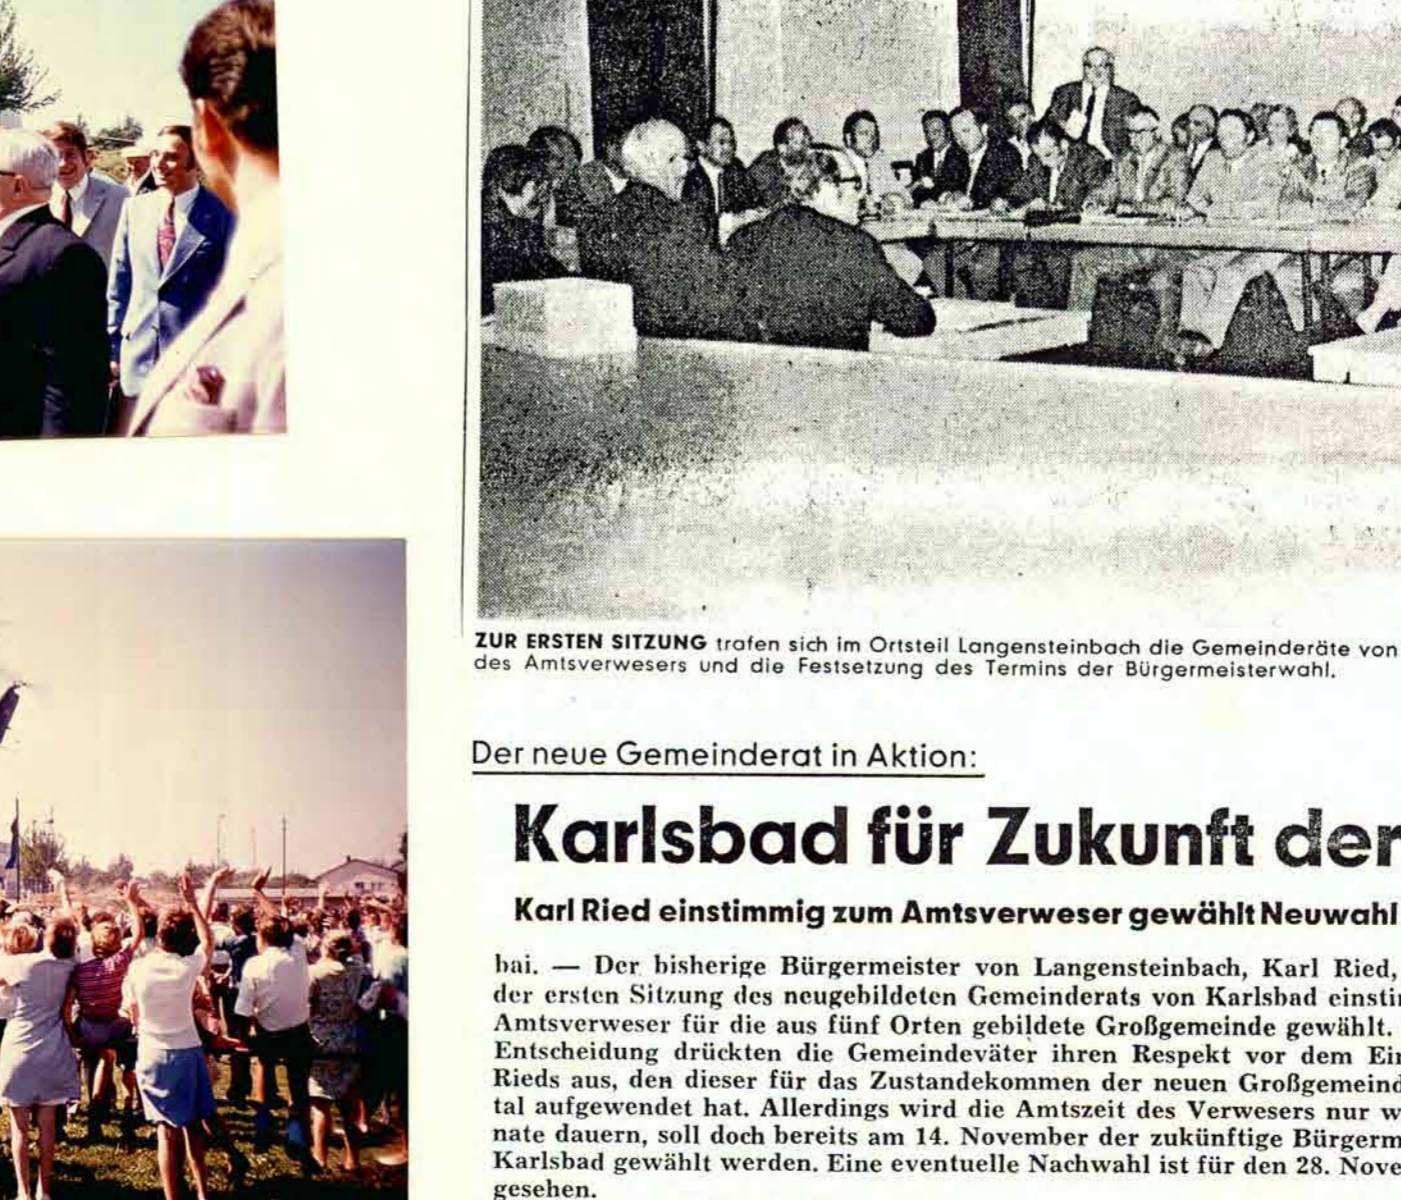 ZUR ERSTEN SITZUNG trafen sich im Ortsteil Langensteinbach die Gemeinderäte von
des Amtsverwesers und die Festsetzung des Termins der Bürgermeisterwahl.
Der neue Gemeinderat in Aktion:
Karlsbad für Zukunft der
Karl Ried einstimmig zum Amtsverweser gewählt Neuwahl
bai. — Der bisherige Bürgermeister von Langensteinbach, Karl Ried,
der ersten Sitzung des neugebildeten Gemeinderats von Karlsbad einsti
Amtsverweser für die aus fünf Orten gebildete Großgemeinde gewählt.
Entscheidung drückten die Gemeindeväter ihren Respekt vor dem Ei
Rieds aus, den dieser für das Zustandekommen der neuen Großgemeind
tal aufgewendet hat. Allerdings wird die Amtszeit des Verwesers nur w
nate dauern, soll doch bereits am 14. November der zukünftige Bürgerm
Karlsbad gewählt werden. Eine eventuelle Nachwahl ist für den 28. Nove
gesehen.